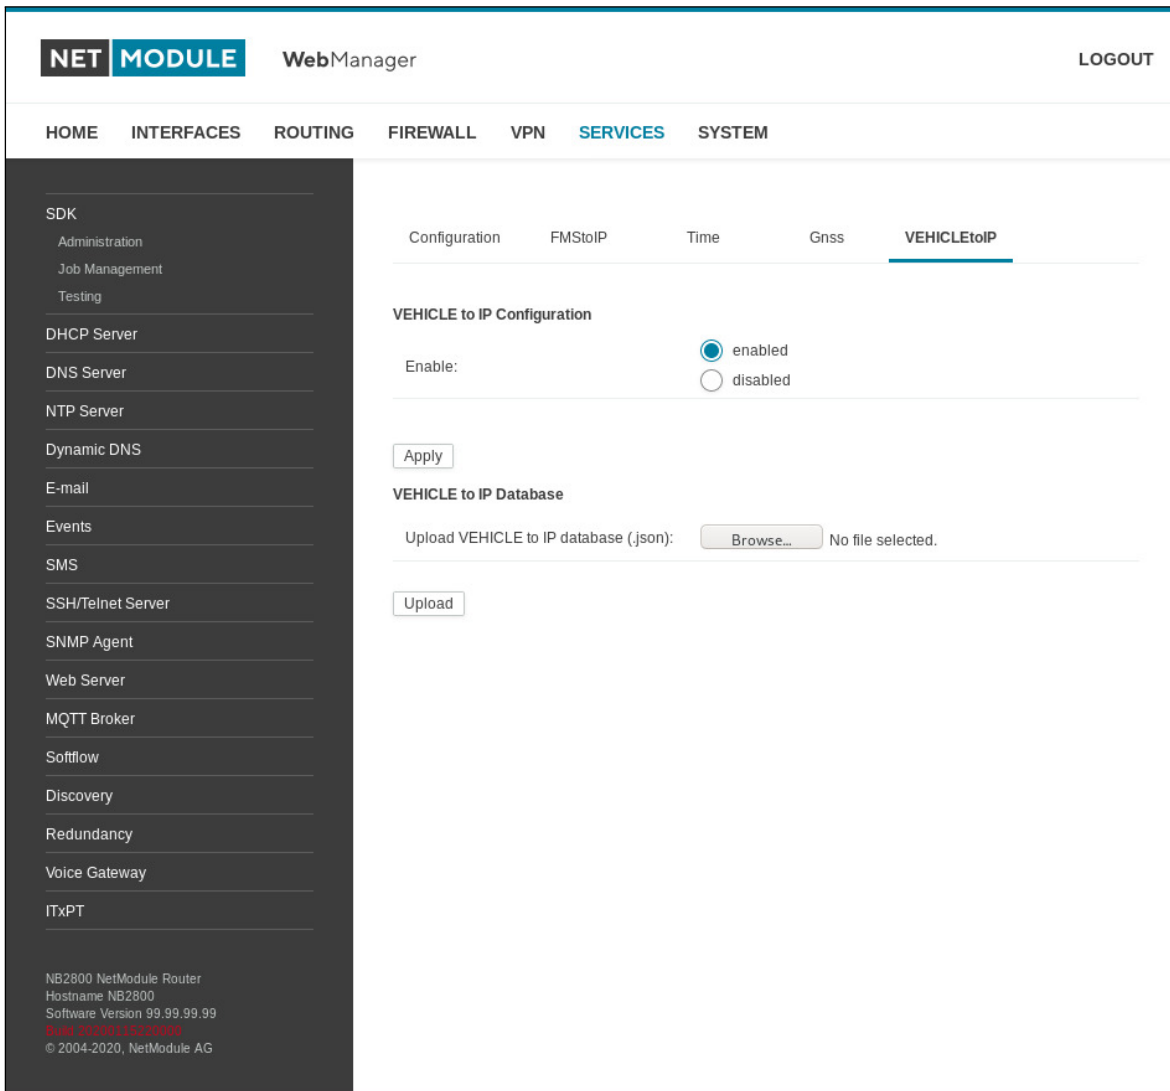 NET MODULE WebManager LOGOUT
HOME INTERFACES ROUTING FIREWALL VPN SERVICES SYSTEM
SDK
Administration
Job Management
Testing
DHCP Server
DNS Server
NTP Server
Dynamic DNS
E-mail
Events
SMS
SSH/Telnet Server
SNMP Agent
Web Server
MQTT Broker
Softflow
Discovery
Redundancy
Voice Gateway
ITxPT
NB2800 NetModule Router
Hostname NB2800
Software Version 99.99.99.99
Build 20200115220000
© 2004-2020, NetModule AG
Configuration FMStoIP Time Gnss VEHICLEtoIP
VEHICLE to IP Configuration
Enable:
enabled
disabled
Apply
VEHICLE to IP Database
Upload VEHICLE to IP database (.json): Browse... No file selected.
Upload